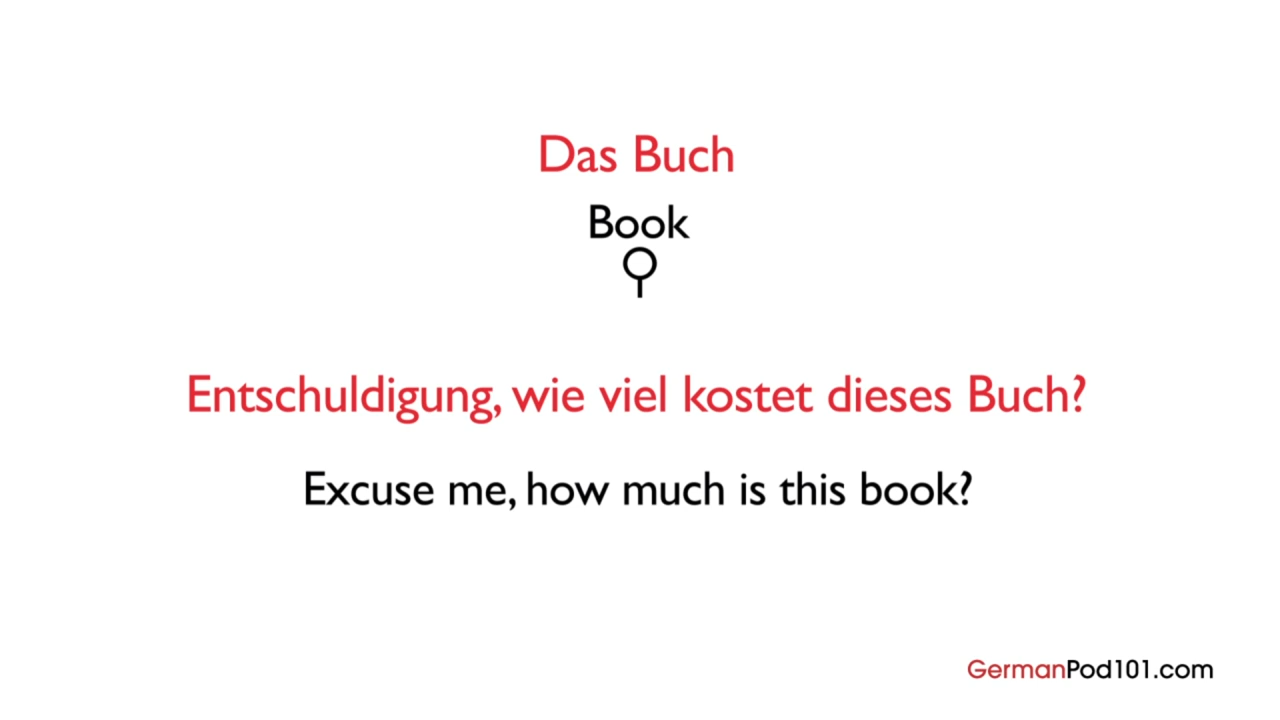 Das Buch
Book
Entschuldigung, wie viel kostet dieses Buch?
Excuse me, how much is this book?
GermanPod101.com